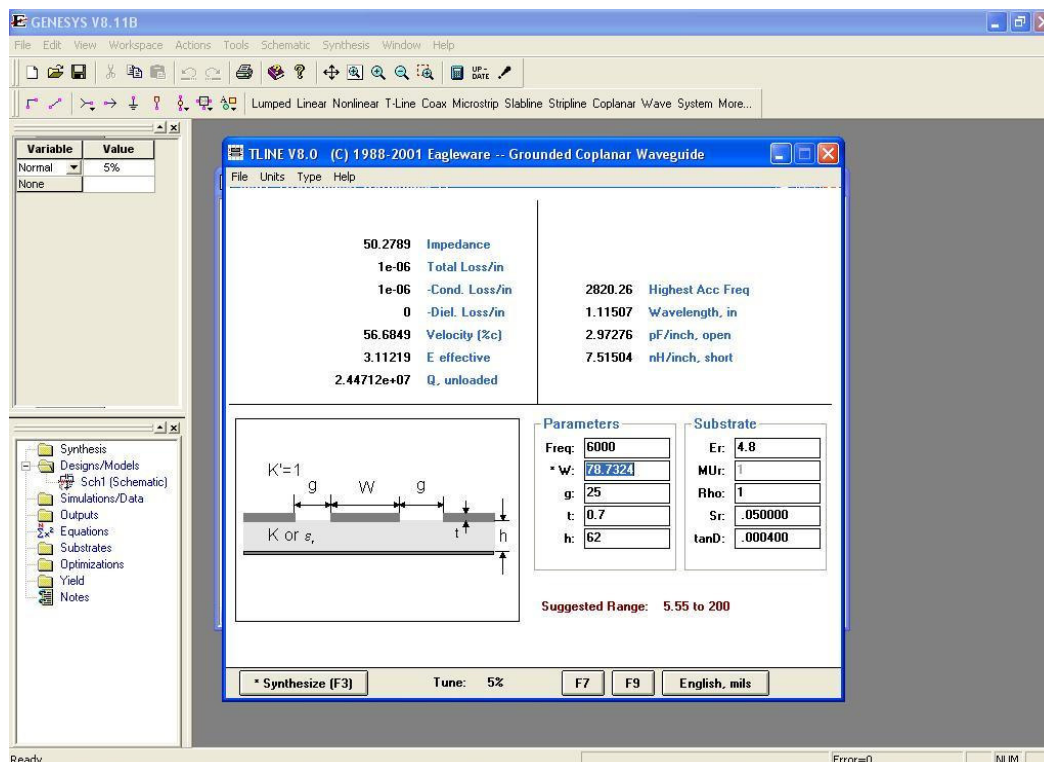 GENESYS V8.11B
File Edit View Workspace Actions Tools Schematic Synthesis Window Help
UP-DATE
Lumped Linear Nonlinear T-Line Coax Microstrip Slabline Stripline Coplanar Wave System More...
Variable Value
Normal 5%
None
Synthesis
Designs/Models
Sch1 (Schematic)
Simulations/Data
Outputs
Equations
Substrates
Optimizations
Yield
Notes
TLINE V8.0 (C) 1988-2001 Eagleware -- Grounded Coplanar Waveguide
File Units Type Help
50.2789 Impedance
1e-06 Total Loss/in
1e-06 -Cond. Loss/in
0 -Diel. Loss/in
56.6849 Velocity (%c)
3.11219 E effective
2.44712e+07 Q, unloaded
2820.26 Highest Acc Freq
1.11507 Wavelength, in
2.97276 pF/inch, open
7.51504 nH/inch, short
K'=1
g W g
K or εr t h
Parameters
Freq: 6000
* W: 78.7324
g: 25
t: 0.7
h: 62
Substrate
Er: 4.8
MUr: 1
Rho: 1
Sr: .050000
tanD: .000400
Suggested Range: 5.55 to 200
* Synthesize (F3) Tune: 5% F7 F9 English, mils
Ready Error=0 NUM